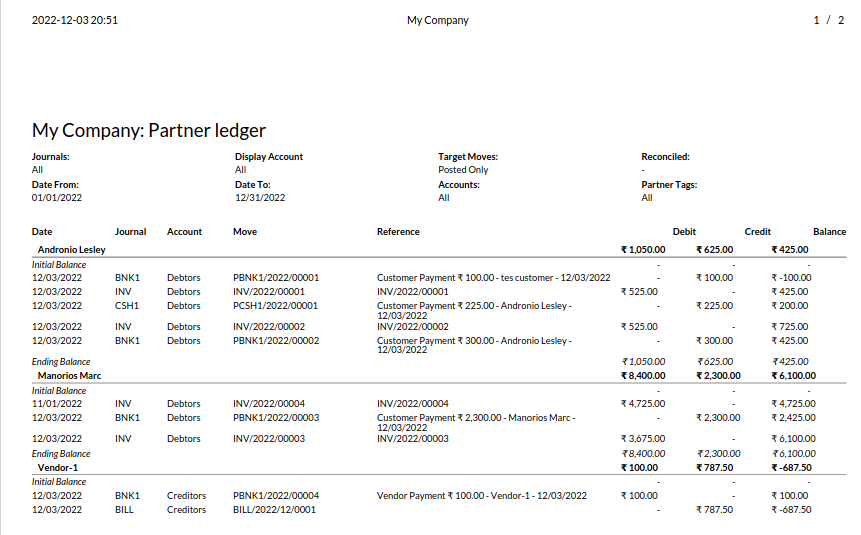 2022-12-03 20:51 My Company 1 / 2
My Company: Partner ledger
Journals: Display Account Target Moves: Reconciled:
All All Posted Only -
Date From: Date To: Accounts: Partner Tags:
01/01/2022 12/31/2022 All All
Date Journal Account Move Reference Debit Credit Balance
Andronio Lesley ₹ 1,050.00 ₹ 625.00 ₹ 425.00
Initial Balance - - -
12/03/2022 BNK1 Debtors PBNK1/2022/00001 Customer Payment ₹ 100.00 - tes customer - 12/03/2022 - ₹ 100.00 ₹ -100.00
12/03/2022 INV Debtors INV/2022/00001 INV/2022/00001 ₹ 525.00 - ₹ 425.00
12/03/2022 CSH1 Debtors PCSH1/2022/00001 Customer Payment ₹ 225.00 - Andronio Lesley - - ₹ 225.00 ₹ 200.00
12/03/2022
12/03/2022 INV Debtors INV/2022/00002 INV/2022/00002 ₹ 525.00 - ₹ 725.00
12/03/2022 BNK1 Debtors PBNK1/2022/00002 Customer Payment ₹ 300.00 - Andronio Lesley - - ₹ 300.00 ₹ 425.00
12/03/2022
Ending Balance ₹ 1,050.00 ₹ 625.00 ₹ 425.00
Manorios Marc ₹ 8,400.00 ₹ 2,300.00 ₹ 6,100.00
Initial Balance - - -
11/01/2022 INV Debtors INV/2022/00004 INV/2022/00004 ₹ 4,725.00 - ₹ 4,725.00
12/03/2022 BNK1 Debtors PBNK1/2022/00003 Customer Payment ₹ 2,300.00 - Manorios Marc - - ₹ 2,300.00 ₹ 2,425.00
12/03/2022
12/03/2022 INV Debtors INV/2022/00003 INV/2022/00003 ₹ 3,675.00 - ₹ 6,100.00
Ending Balance ₹ 8,400.00 ₹ 2,300.00 ₹ 6,100.00
Vendor-1 ₹ 100.00 ₹ 787.50 ₹ -687.50
Initial Balance - - -
12/03/2022 BNK1 Creditors PBNK1/2022/00004 Vendor Payment ₹ 100.00 - Vendor-1 - 12/03/2022 ₹ 100.00 - ₹ 100.00
12/03/2022 BILL Creditors BILL/2022/12/0001 - ₹ 787.50 ₹ -687.50